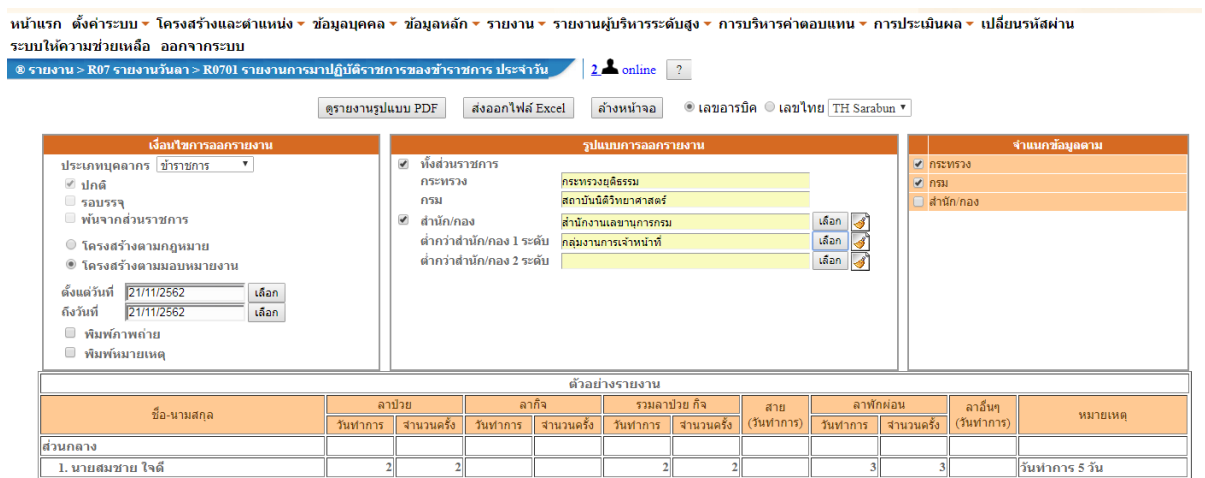 หน้าแรก ตั้งค่าระบบ โครงสร้างและตำแหน่ง ข้อมูลบุคคล ข้อมูลหลัก รายงาน รายงานผู้บริหารระดับสูง การบริหารค่าตอบแทน การประเมินผล เปลี่ยนรหัสผ่าน
ระบบให้ความช่วยเหลือ ออกจากระบบ
® รายงาน > R07 รายงานวันลา > R0701 รายงานการมาปฏิบัติราชการของข้าราชการ ประจำวัน 2 online ?
ดูรายงานรูปแบบ PDF ส่งออกไฟล์ Excel ล้างหน้าจอ เลขอารบิค เลขไทย TH Sarabun
เงื่อนไขการออกรายงาน รูปแบบการออกรายงาน จำแนกข้อมูลตาม
ประเภทบุคลากร ข้าราชการ ทั้งส่วนราชการ กระทรวง
ปกติ กระทรวง กระทรวงยุติธรรม กรม
รอบรรจุ กรม สถาบันนิติวิทยาศาสตร์ สำนัก/กอง
พ้นจากส่วนราชการ สำนัก/กอง สำนักงานเลขานุการกรม เลือก
โครงสร้างตามกฎหมาย ต่ำกว่าสำนัก/กอง 1 ระดับ กลุ่มงานการเจ้าหน้าที่ เลือก
โครงสร้างตามมอบหมายงาน ต่ำกว่าสำนัก/กอง 2 ระดับ เลือก
ตั้งแต่วันที่ 21/11/2562 เลือก
ถึงวันที่ 21/11/2562 เลือก
พิมพ์ภาพถ่าย
พิมพ์หมายเหตุ
ตัวอย่างรายงาน
ชื่อ-นามสกุล ลาป่วย ลากิจ รวมลาป่วย กิจ สาย (วันทำการ) ลาพักผ่อน ลาอื่นๆ (วันทำการ) หมายเหตุ
วันทำการ จำนวนครั้ง วันทำการ จำนวนครั้ง วันทำการ จำนวนครั้ง วันทำการ จำนวนครั้ง
ส่วนกลาง
1. นายสมชาย ใจดี 2 2 2 2 3 3 วันทำการ 5 วัน